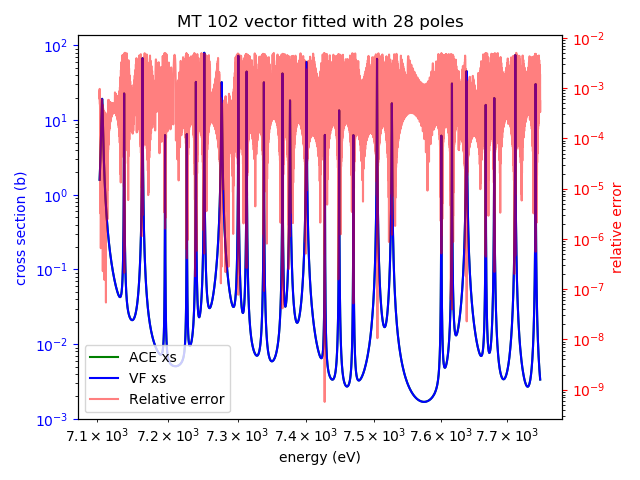 MT 102 vector fitted with 28 poles
10²
10¹
10⁰
10⁻¹
10⁻²
10⁻³
cross section (b)
10⁻²
10⁻³
10⁻⁴
10⁻⁵
10⁻⁶
10⁻⁷
10⁻⁸
10⁻⁹
relative error
ACE xs
VF xs
Relative error
7.1 × 10³ 7.2 × 10³ 7.3 × 10³ 7.4 × 10³ 7.5 × 10³ 7.6 × 10³ 7.7 × 10³
energy (eV)